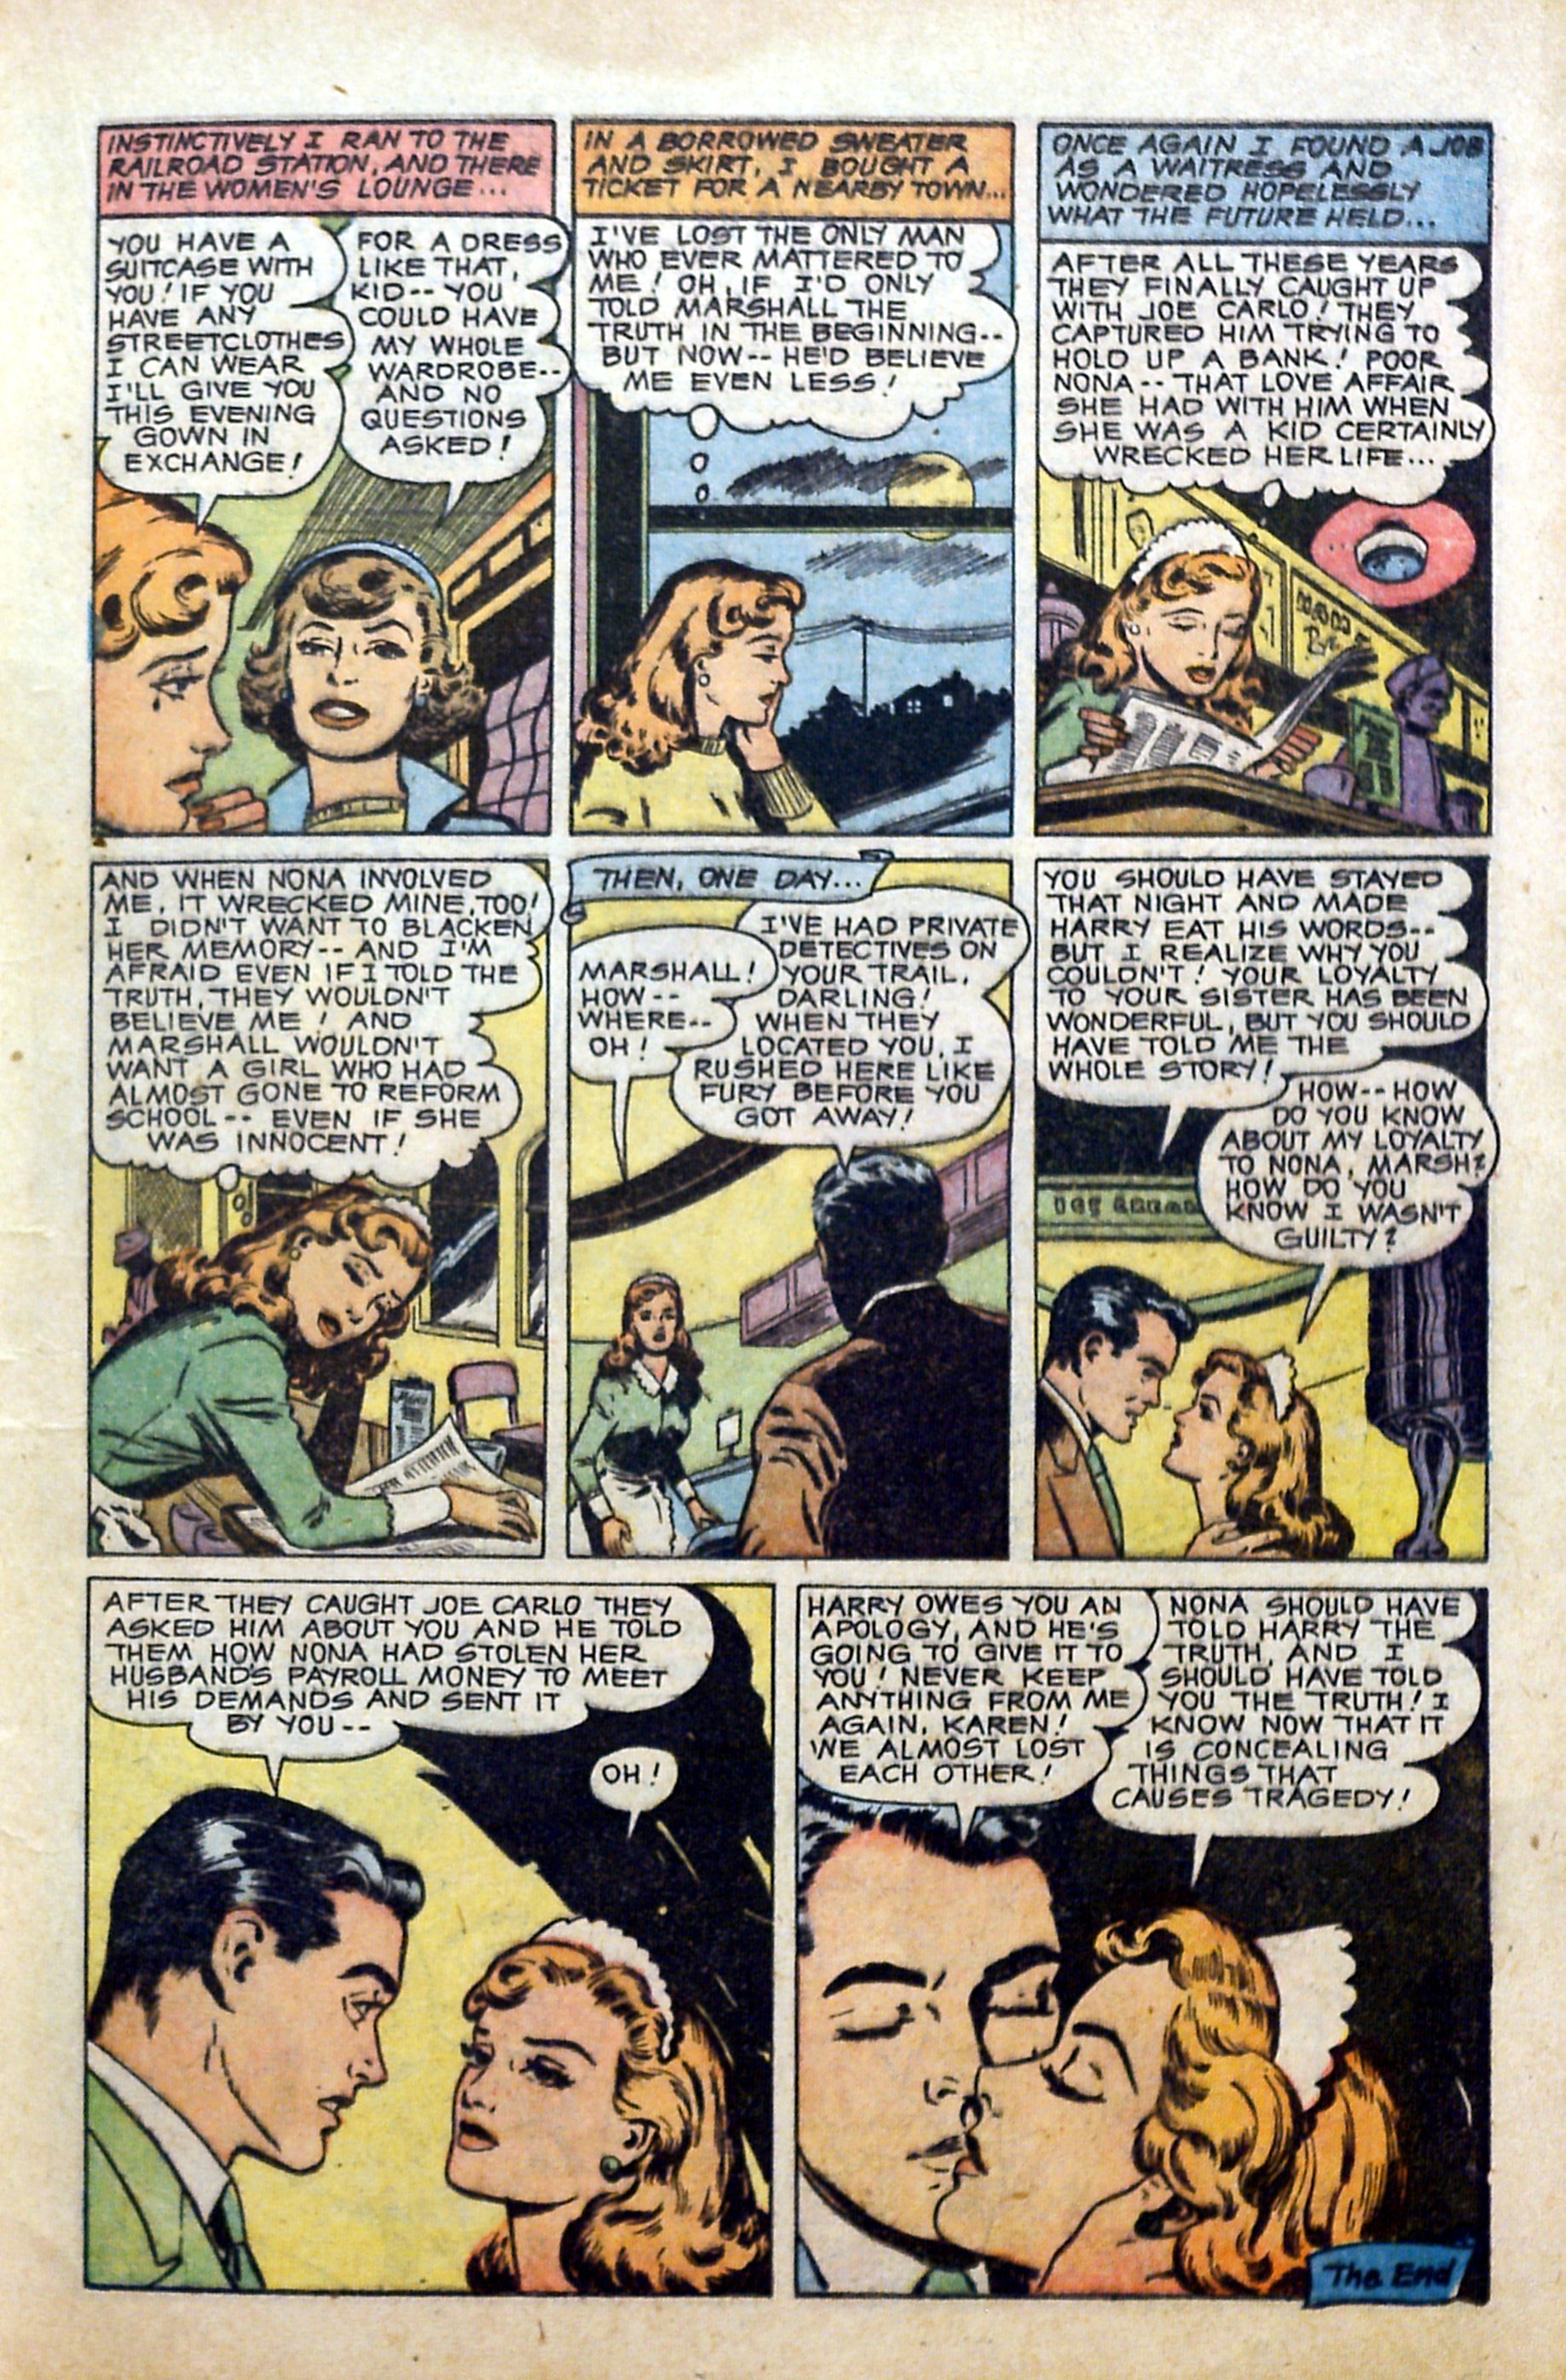 INSTINCTIVELY I RAN TO THE
RAILROAD STATION, AND THERE
IN THE WOMEN'S LOUNGE...
YOU HAVE A
SUITCASE WITH
YOU! IF YOU
HAVE ANY
STREETCLOTHES
I CAN WEAR
I'LL GIVE YOU
THIS EVENING
GOWN IN
EXCHANGE!
FOR A DRESS
LIKE THAT,
KID-- YOU
COULD HAVE
MY WHOLE
WARDROBE--
AND NO
QUESTIONS
ASKED!
IN A BORROWED SWEATER
AND SKIRT, I BOUGHT A
TICKET FOR A NEARBY TOWN...
I'VE LOST THE ONLY MAN
WHO EVER MATTERED TO
ME! OH, IF I'D ONLY
TOLD MARSHALL THE
TRUTH IN THE BEGINNING--
BUT NOW-- HE'D BELIEVE
ME EVEN LESS!
ONCE AGAIN I FOUND A JOB
AS A WAITRESS AND
WONDERED HOPELESSLY
WHAT THE FUTURE HELD...
AFTER ALL THESE YEARS
THEY FINALLY CAUGHT UP
WITH JOE CARLO! THEY
CAPTURED HIM TRYING TO
HOLD UP A BANK! POOR
NONA-- THAT LOVE AFFAIR
SHE HAD WITH HIM WHEN
SHE WAS A KID CERTAINLY
WRECKED HER LIFE...
AND WHEN NONA INVOLVED
ME, IT WRECKED MINE, TOO!
I DIDN'T WANT TO BLACKEN
HER MEMORY-- AND I'M
AFRAID EVEN IF I TOLD THE
TRUTH, THEY WOULDN'T
BELIEVE ME! AND
MARSHALL WOULDN'T
WANT A GIRL WHO HAD
ALMOST GONE TO REFORM
SCHOOL-- EVEN IF SHE
WAS INNOCENT!
THEN, ONE DAY...
MARSHALL!
HOW--
WHERE--
OH!
I'VE HAD PRIVATE
DETECTIVES ON
YOUR TRAIL,
DARLING!
WHEN THEY
LOCATED YOU, I
RUSHED HERE LIKE
FURY BEFORE YOU
GOT AWAY!
YOU SHOULD HAVE STAYED
THAT NIGHT AND MADE
HARRY EAT HIS WORDS--
BUT I REALIZE WHY YOU
COULDN'T! YOUR LOYALTY
TO YOUR SISTER HAS BEEN
WONDERFUL, BUT YOU SHOULD
HAVE TOLD ME THE
WHOLE STORY!
HOW-- HOW
DO YOU KNOW
ABOUT MY LOYALTY
TO NONA, MARSH?
HOW DO YOU
KNOW I WASN'T
GUILTY?
ICE CREAM
AFTER THEY CAUGHT JOE CARLO THEY
ASKED HIM ABOUT YOU AND HE TOLD
THEM HOW NONA HAD STOLEN HER
HUSBAND'S PAYROLL MONEY TO MEET
HIS DEMANDS AND SENT IT
BY YOU--
OH!
HARRY OWES YOU AN
APOLOGY, AND HE'S
GOING TO GIVE IT TO
YOU! NEVER KEEP
ANYTHING FROM ME
AGAIN, KAREN!
WE ALMOST LOST
EACH OTHER!
NONA SHOULD HAVE
TOLD HARRY THE
TRUTH, AND I
SHOULD HAVE TOLD
YOU THE TRUTH! I
KNOW NOW THAT IT
IS CONCEALING
THINGS THAT
CAUSES TRAGEDY!
The End